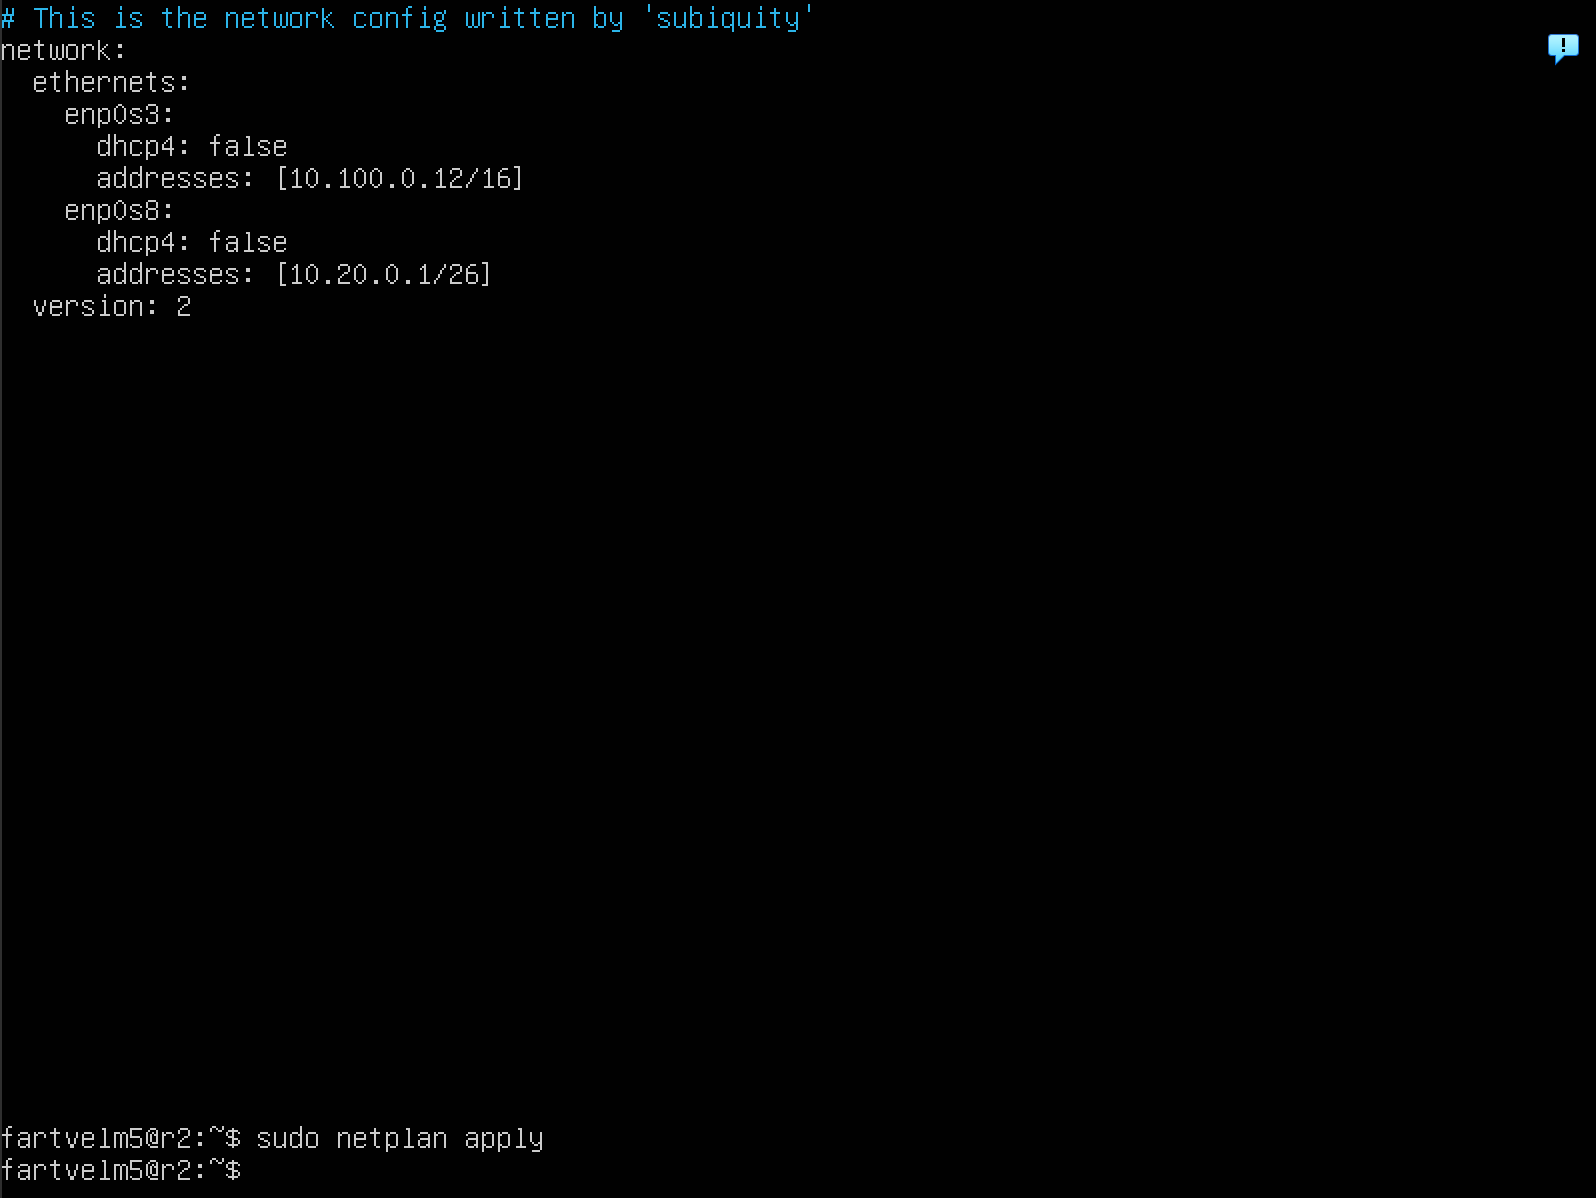 # This is the network config written by 'subiquity'
network:
  ethernets:
    enp0s3:
      dhcp4: false
      addresses: [10.100.0.12/16]
    enp0s8:
      dhcp4: false
      addresses: [10.20.0.1/26]
  version: 2
fartvelm5@r2:~$ sudo netplan apply
fartvelm5@r2:~$